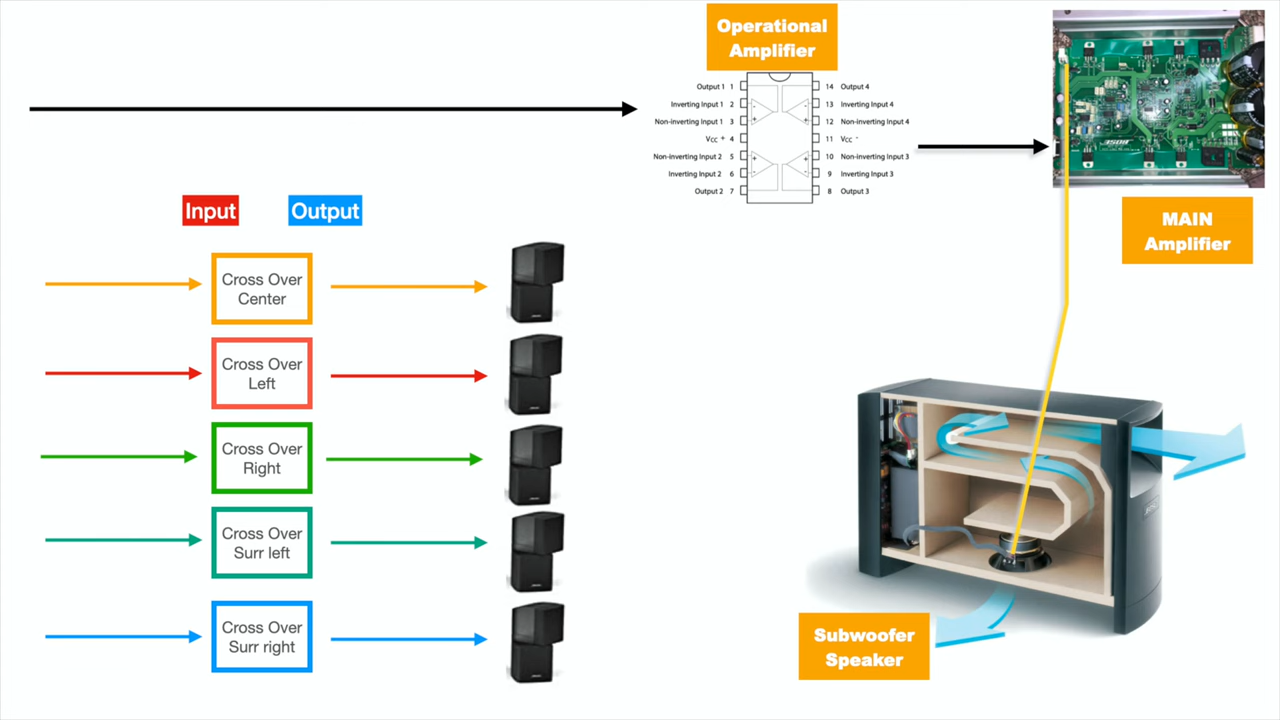 Operational
Amplifier
Output 1 1
14 Output 4
Inverting Input 1 2
13 Inverting Input 4
Non-inverting Input 1 3
12 Non-inverting Input 4
Vcc + 4
11 Vcc -
Non-inverting Input 2 5
10 Non-inverting Input 3
Inverting Input 2 6
9 Inverting Input 3
Output 2 7
8 Output 3
MAIN
Amplifier
Input
Output
Cross Over
Center
Cross Over
Left
Cross Over
Right
Cross Over
Surr left
Cross Over
Surr right
Subwoofer
Speaker